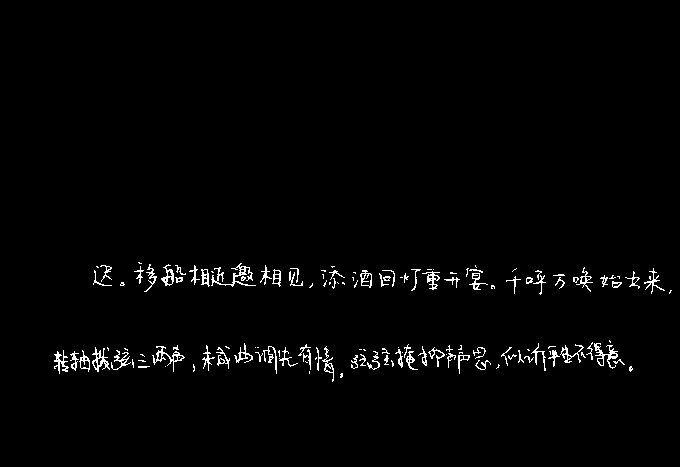 迟。移船相近邀相见，添酒回灯重开宴。千呼万唤始出来，
转轴拨弦三两声，未成曲调先有情。弦弦掩抑声声思，似诉平生不得意。